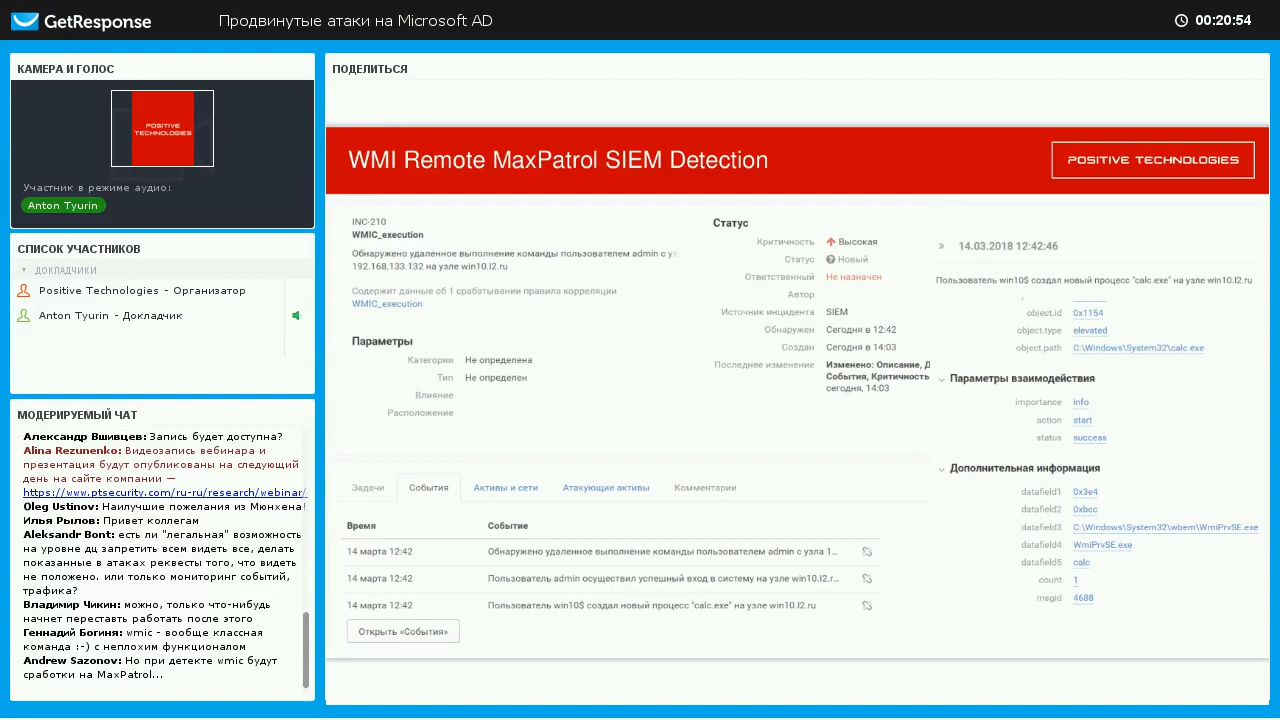 GetResponse
Продвинутые атаки на Microsoft AD
00:20:54
КАМЕРА И ГОЛОС
POSITIVE
TECHNOLOGIES
Участник в режиме аудио:
Anton Tyurin
СПИСОК УЧАСТНИКОВ
ДОКЛАДЧИКИ
Positive Technologies - Организатор
Anton Tyurin - Докладчик
МОДЕРИРУЕМЫЙ ЧАТ
Александр Вшивцев: Запись будет доступна?
Alina Rezunenko: Видеозапись вебинара и
презентация будут опубликованы на следующий
день на сайте компании —
https://www.ptsecurity.com/ru-ru/research/webinar/
Oleg Ustinov: Наилучшие пожелания из Мюнхена!
Илья Рылов: Привет коллегам
Aleksandr Bont: есть ли "легальная" возможность
на уровне дц запретить всем видеть все, делать
показанные в атаках реквесты того, что видеть
не положено. или только мониторинг событий,
трафика?
Владимир Чикин: можно, только что-нибудь
начнет переставть работать после этого
Геннадий Богиня: wmic - вообще классная
команда :-) с неплохим функционалом
Andrew Sazonov: Но при детекте wmic будут
сработки на MaxPatrol...
ПОДЕЛИТЬСЯ
WMI Remote MaxPatrol SIEM Detection
POSITIVE TECHNOLOGIES
INC-210
WMIC_execution
Обнаружено удаленное выполнение команды пользователем admin с уз
192.168.133.132 на узле win10.l2.ru
Содержит данные об 1 срабатывании правила корреляции
WMIC_execution
Параметры
Категория Не определена
Тип Не определен
Влияние
Расположение
Статус
Критичность Высокая
Статус Новый
Ответственный Не назначен
Автор
Источник инцидента SIEM
Обнаружен Сегодня в 12:42
Создан Сегодня в 14:03
Последнее изменение Изменено: Описание, Д
События, Критичность
сегодня, 14:03
Задачи События Активы и сети Атакующие активы Комментарии
Время Событие
14 марта 12:42 Обнаружено удаленное выполнение команды пользователем admin с узла 1...
14 марта 12:42 Пользователь admin осуществил успешный вход в систему на узле win10.l2.r...
14 марта 12:42 Пользователь win10$ создал новый процесс "calc.exe" на узле win10.l2.ru
Открыть «События»
» 14.03.2018 12:42:46
Пользователь win10$ создал новый процесс "calc.exe" на узле win10.l2.ru
object.id 0x1154
object.type elevated
object.path C:\Windows\System32\calc.exe
Параметры взаимодействия
importance info
action start
status success
Дополнительная информация
datafield1 0x3e4
datafield2 0xbcc
datafield3 C:\Windows\System32\wbem\WmiPrvSE.exe
datafield4 WmiPrvSE.exe
datafield5 calc
count 1
msgid 4688